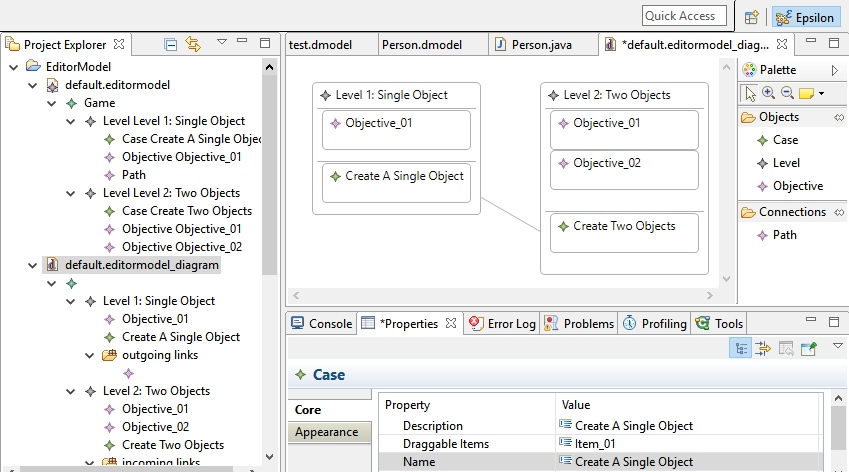 Quick Access
Epsilon
Project Explorer
EditorModel
default.editormodel
Game
Level Level 1: Single Object
Case Create A Single Objec
Objective Objective_01
Path
Level Level 2: Two Objects
Case Create Two Objects
Objective Objective_01
Objective Objective_02
default.editormodel_diagram
Level 1: Single Object
Objective_01
Create A Single Object
outgoing links
Level 2: Two Objects
Objective_01
Objective_02
Create Two Objects
incoming links
test.dmodel
Person.dmodel
Person.java
*default.editormodel_diag...
Level 1: Single Object
Objective_01
Create A Single Object
Level 2: Two Objects
Objective_01
Objective_02
Create Two Objects
Palette
Objects
Case
Level
Objective
Connections
Path
Console
*Properties
Error Log
Problems
Profiling
Tools
Case
Core
Appearance
Property Value
Description Create A Single Object
Draggable Items Item_01
Name Create A Single Object